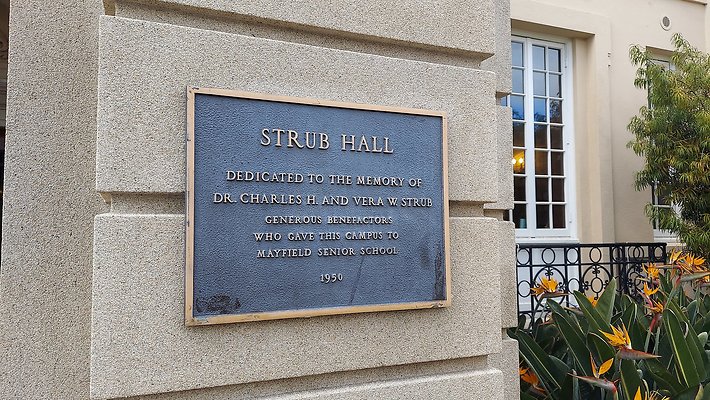 STRUB HALL
DEDICATED TO THE MEMORY OF
DR. CHARLES H. AND VERA W. STRUB
GENEROUS BENEFACTORS
WHO GAVE THIS CAMPUS TO
MAYFIELD SENIOR SCHOOL
1950